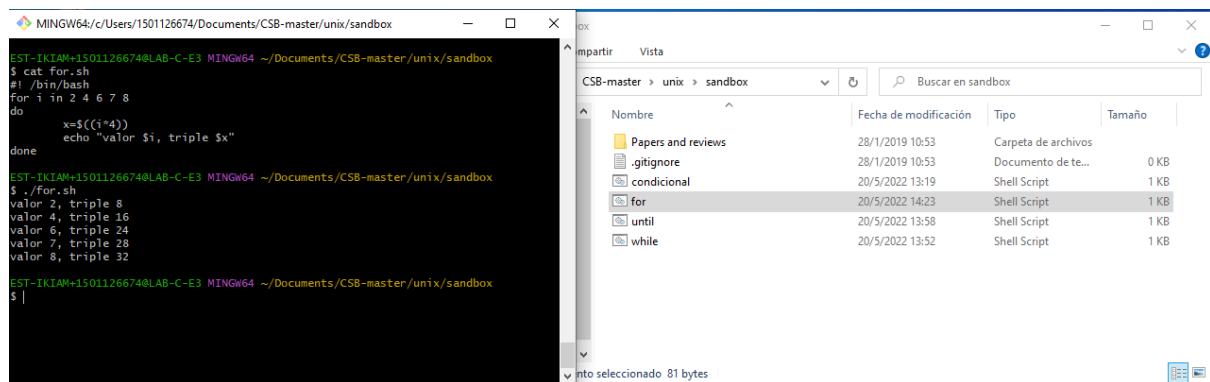 MINGW64:/c/Users/1501126674/Documents/CSB-master/unix/sandbox
EST-IKIAM+1501126674@LAB-C-E3 MINGW64 ~/Documents/CSB-master/unix/sandbox
$ cat for.sh
#! /bin/bash
for i in 2 4 6 7 8
do
x=$((i*4))
echo "valor $i, triple $x"
done
EST-IKIAM+1501126674@LAB-C-E3 MINGW64 ~/Documents/CSB-master/unix/sandbox
$ ./for.sh
valor 2, triple 8
valor 4, triple 16
valor 6, triple 24
valor 7, triple 28
valor 8, triple 32
EST-IKIAM+1501126674@LAB-C-E3 MINGW64 ~/Documents/CSB-master/unix/sandbox
$
ox
mpartir Vista
CSB-master > unix > sandbox Buscar en sandbox
Nombre Fecha de modificación Tipo Tamaño
Papers and reviews 28/1/2019 10:53 Carpeta de archivos
.gitignore 28/1/2019 10:53 Documento de te... 0 KB
condicional 20/5/2022 13:19 Shell Script 1 KB
for 20/5/2022 14:23 Shell Script 1 KB
until 20/5/2022 13:58 Shell Script 1 KB
while 20/5/2022 13:52 Shell Script 1 KB
nto seleccionado 81 bytes